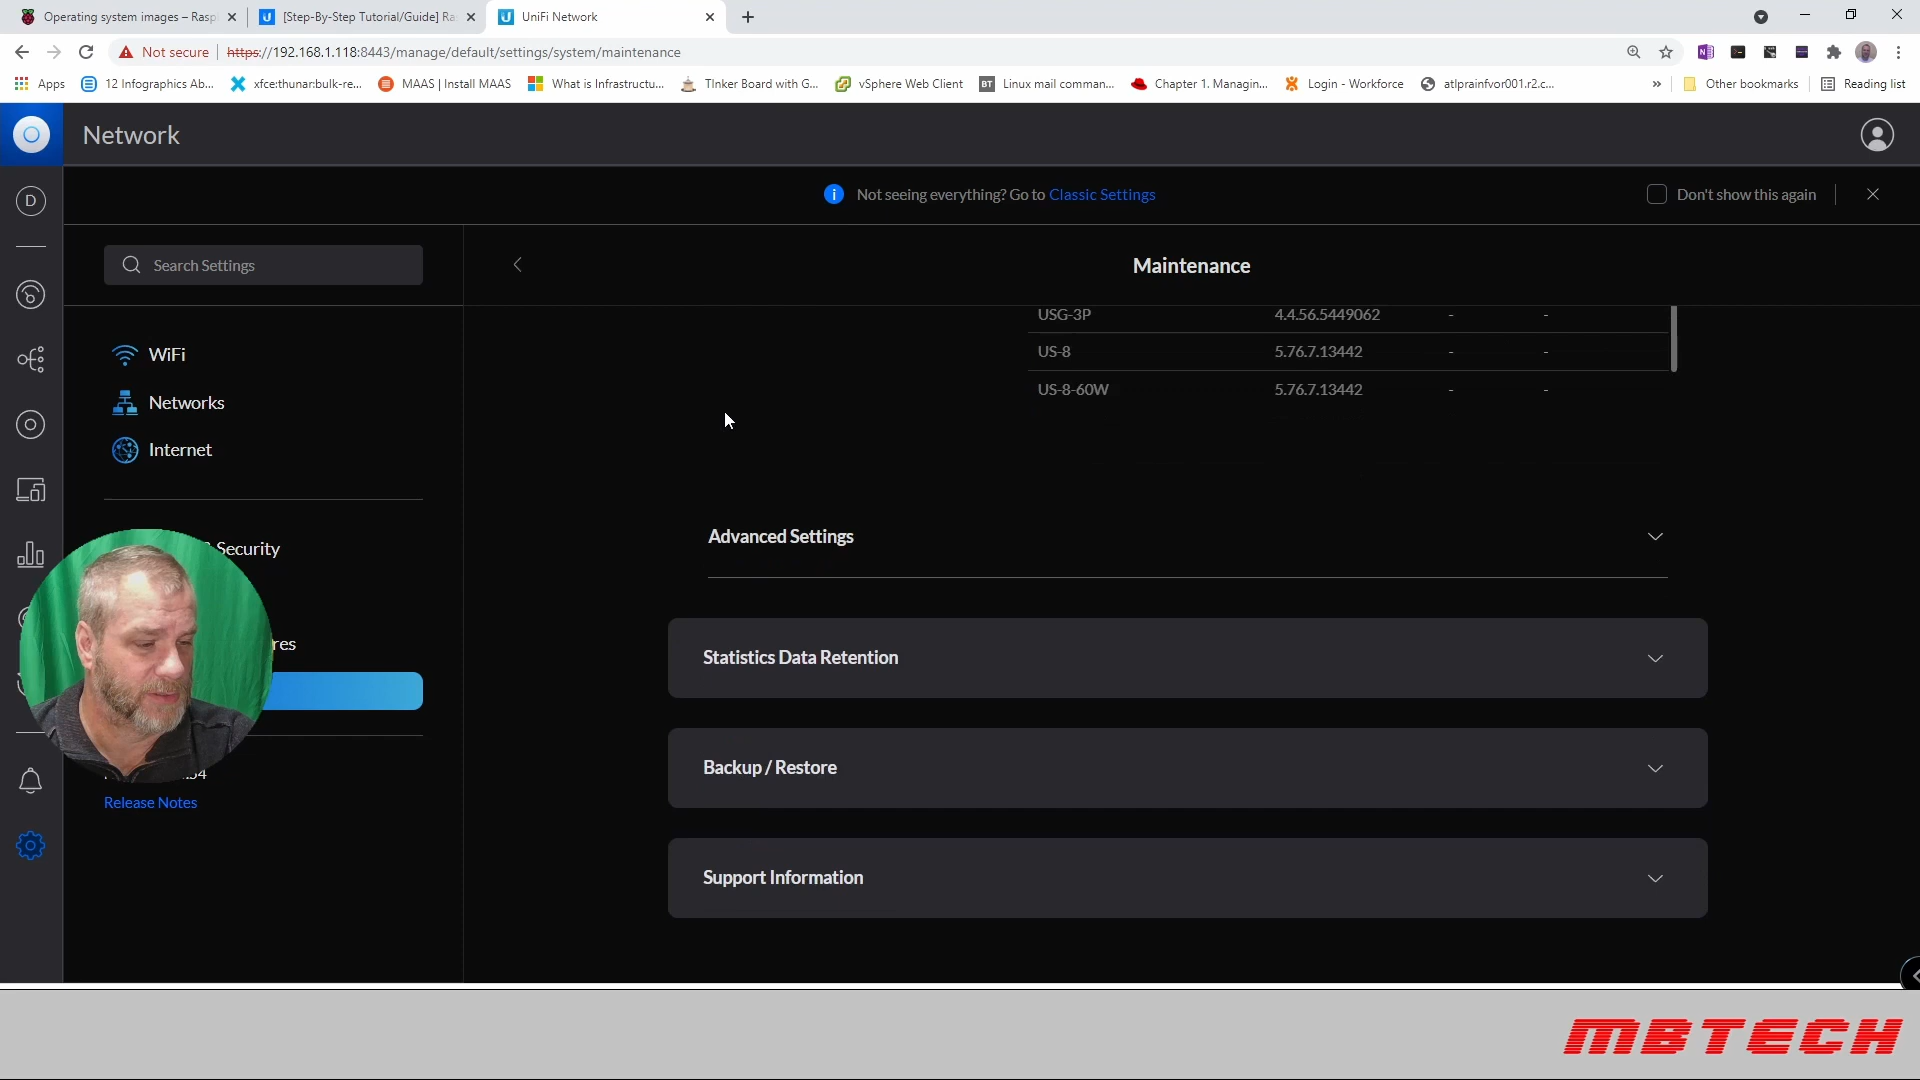 Operating system images – Rasp
[Step-By-Step Tutorial/Guide] Ra
UniFi Network
Not secure
https://192.168.1.118:8443/manage/default/settings/system/maintenance
Apps
12 Infographics Ab...
xfce:thunar:bulk-re...
MAAS | Install MAAS
What is Infrastructu...
TInker Board with G...
vSphere Web Client
BT
Linux mail comman...
Chapter 1. Managin...
Login - Workforce
atlprainfvor001.r2.c...
»
Other bookmarks
Reading list
Network
D
Not seeing everything? Go to Classic Settings
Don't show this again
Search Settings
Maintenance
WiFi
Networks
Internet
Security
res
Release Notes
USG-3P 4.4.56.5449062 - -
US-8 5.76.7.13442 - -
US-8-60W 5.76.7.13442 - -
Advanced Settings
Statistics Data Retention
Backup / Restore
Support Information
MBTECH